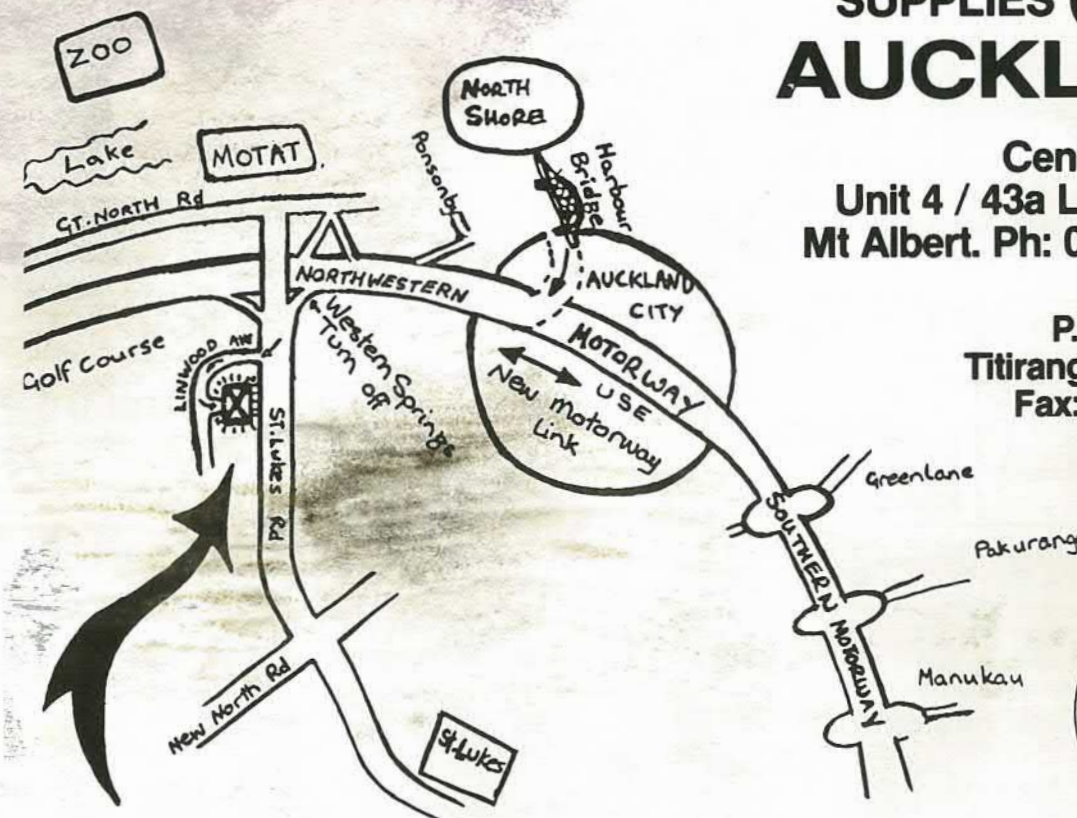 SUPPLIES (
AUCKL
Cen
Unit 4 / 43a L
Mt Albert. Ph: 0
P.
Titirang
Fax:
ZOO
Lake
MOTAT
GT. NORTH Rd
NORTH
SHORE
Harbour
Bridge
Ponsonby
NORTHWESTERN
MOTORWAY
AUCKLAND
CITY
Western Springs
Turn off
USE
New Motorway
Link
Golf Course
LINWOOD AVE
ST. LUKES Rd
SOUTHERN MOTORWAY
Greenlane
Pakurang
Manukau
New North Rd
St. Lukes